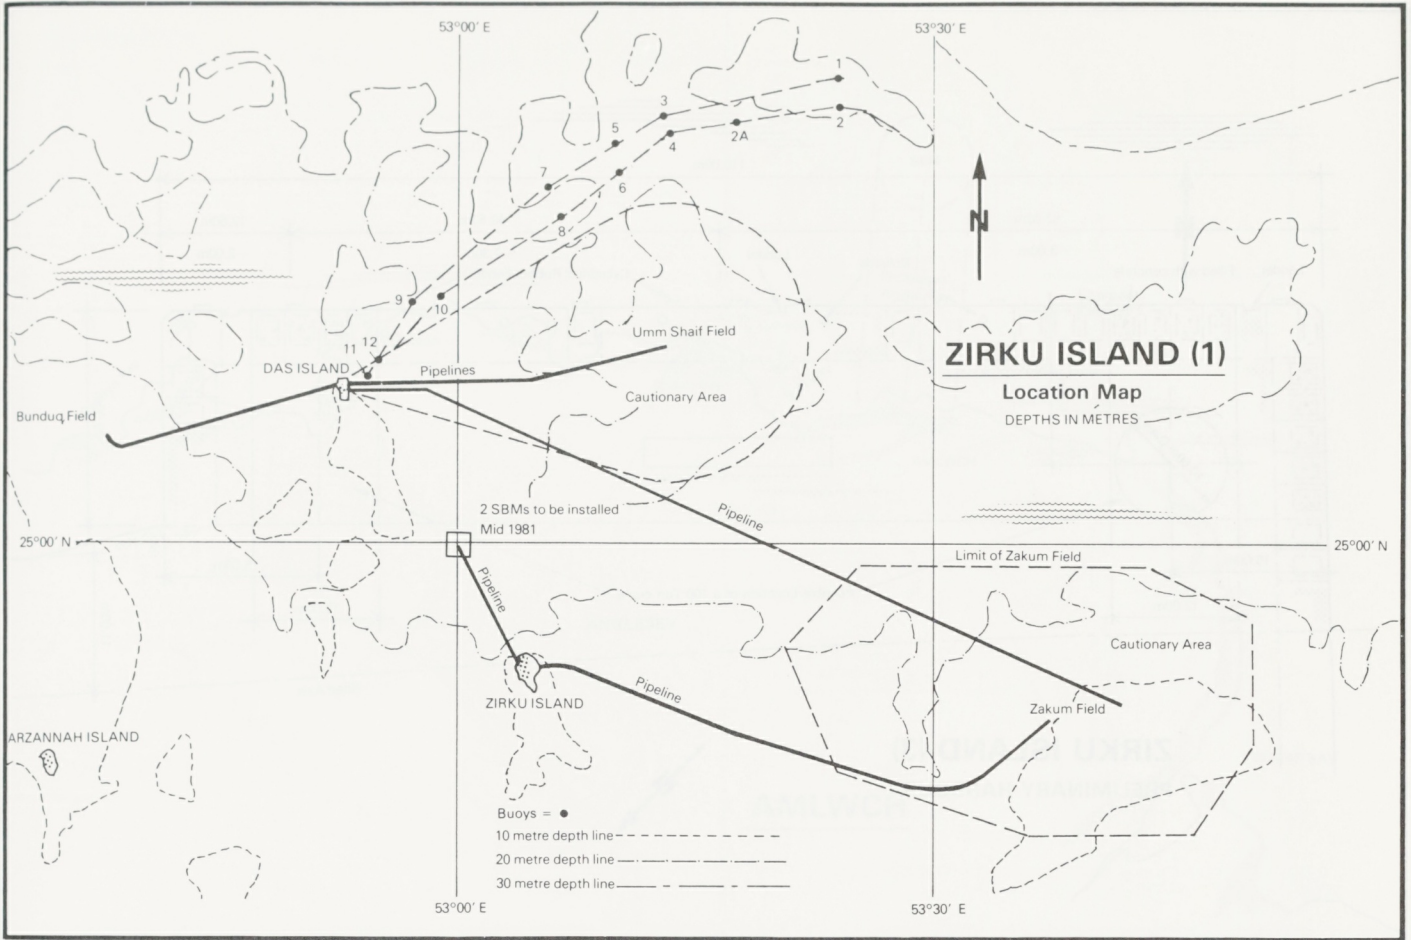 53°00' E
53°30' E
1
2
3
2A
4
5
6
7
8
9
10
11
12
N
Umm Shaif Field
DAS ISLAND
Pipelines
Cautionary Area
Bunduq Field
ZIRKU ISLAND (1)
Location Map
DEPTHS IN METRES
2 SBMs to be installed
Mid 1981
Pipeline
25°00' N
25°00' N
Limit of Zakum Field
Pipeline
Cautionary Area
ZIRKU ISLAND
Pipeline
Zakum Field
ARZANNAH ISLAND
Buoys =
10 metre depth line
20 metre depth line
30 metre depth line
53°00' E
53°30' E